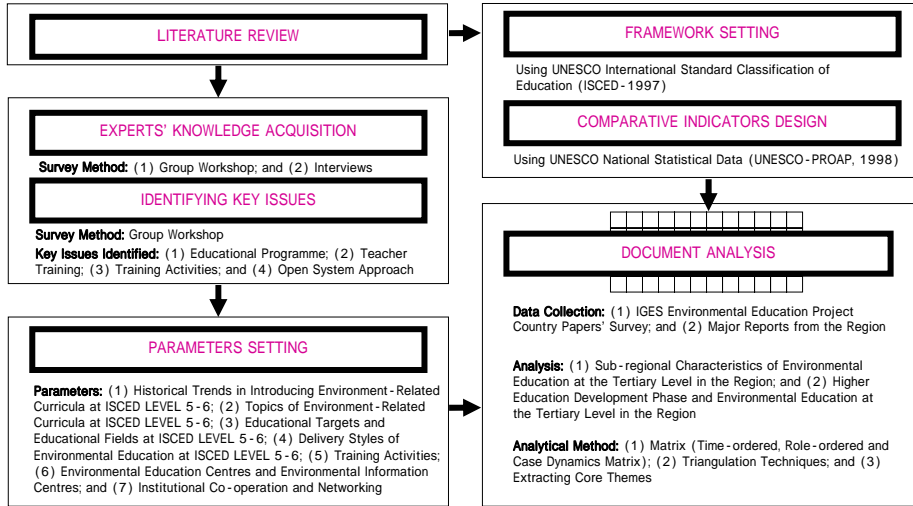 LITERATURE REVIEW
EXPERTS’ KNOWLEDGE ACQUISITION
Survey Method: (1) Group Workshop; and (2) Interviews
IDENTIFYING KEY ISSUES
Survey Method: Group Workshop
Key Issues Identified: (1) Educational Programme; (2) Teacher
Training; (3) Training Activities; and (4) Open System Approach
PARAMETERS SETTING
Parameters: (1) Historical Trends in Introducing Environment-Related
Curricula at ISCED LEVEL 5-6; (2) Topics of Environment-Related
Curricula at ISCED LEVEL 5-6; (3) Educational Targets and
Educational Fields at ISCED LEVEL 5-6; (4) Delivery Styles of
Environmental Education at ISCED LEVEL 5-6; (5) Training Activities;
(6) Environmental Education Centres and Environmental Information
Centres; and (7) Institutional Co-operation and Networking
FRAMEWORK SETTING
Using UNESCO International Standard Classification of
Education (ISCED-1997)
COMPARATIVE INDICATORS DESIGN
Using UNESCO National Statistical Data (UNESCO-PROAP, 1998)
DOCUMENT ANALYSIS
Data Collection: (1) IGES Environmental Education Project
Country Papers’ Survey; and (2) Major Reports from the Region
Analysis: (1) Sub-regional Characteristics of Environmental
Education at the Tertiary Level in the Region; and (2) Higher
Education Development Phase and Environmental Education at
the Tertiary Level in the Region
Analytical Method: (1) Matrix (Time-ordered, Role-ordered and
Case Dynamics Matrix); (2) Triangulation Techniques; and (3)
Extracting Core Themes